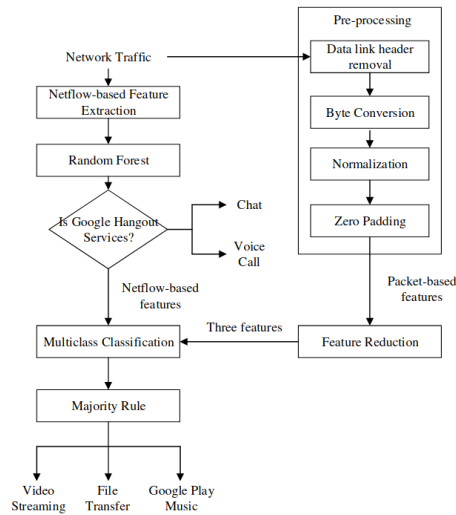 Pre-processing
Network Traffic
Data link header
removal
Netflow-based Feature
Extraction
Byte Conversion
Random Forest
Normalization
Is Google Hangout
Services?
Chat
Voice
Call
Zero Padding
Netflow-based
features
Packet-based
features
Multiclass Classification
Three features
Feature Reduction
Majority Rule
Video
Streaming
File
Transfer
Google Play
Music